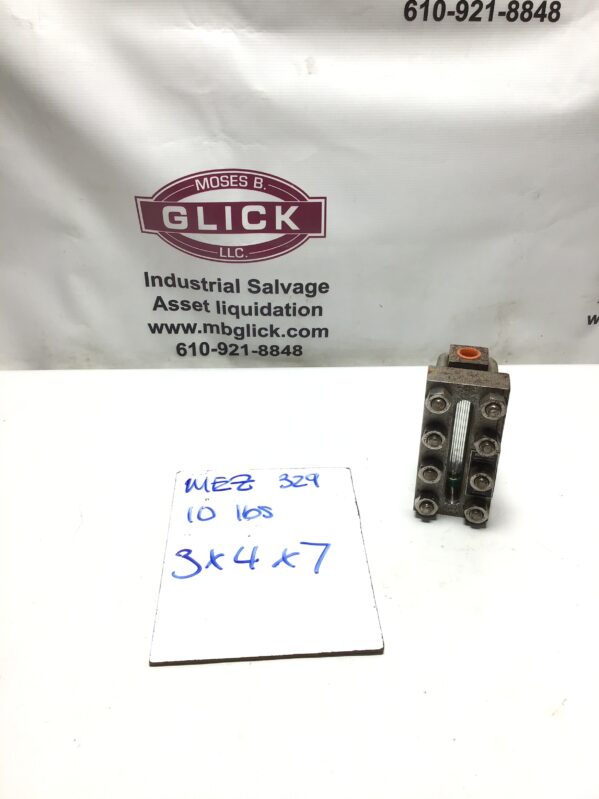 610-921-8848
MOSES B.
GLICK
LLC.
Industrial Salvage
Asset liquidation
www.mbglick.com
610-921-8848
w
MEZ 329
10 lbs
3x4x7